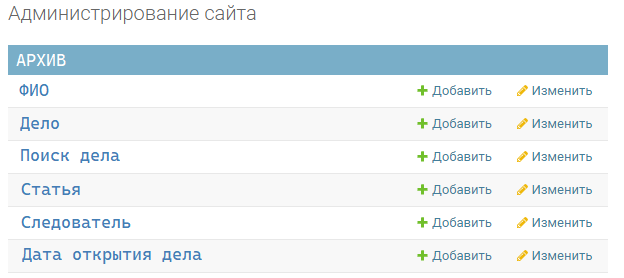 Администрирование сайта
АРХИВ
ФИО Добавить Изменить
Дело Добавить Изменить
Поиск дела Добавить Изменить
Статья Добавить Изменить
Следователь Добавить Изменить
Дата открытия дела Добавить Изменить